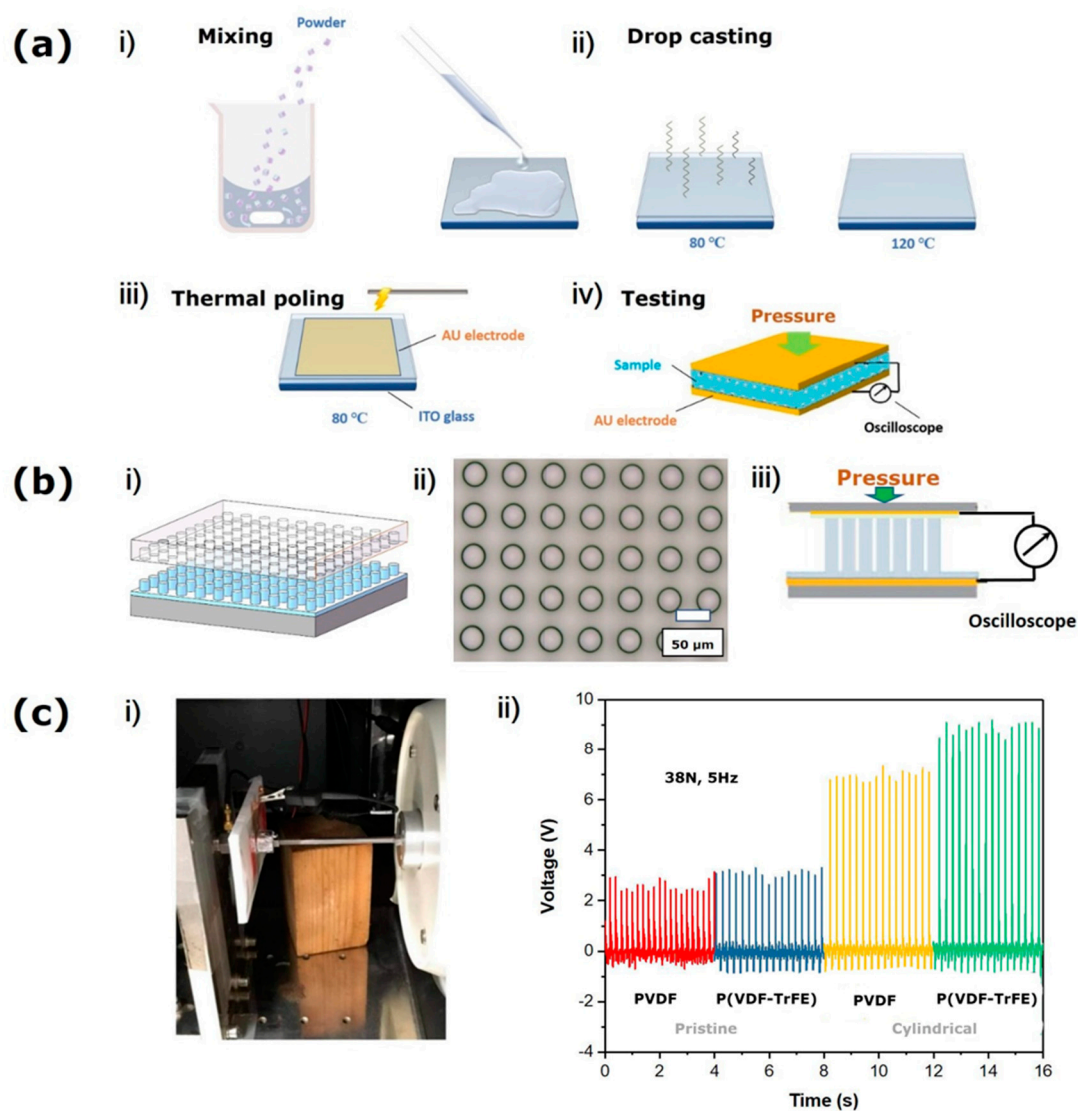 (a)
i)
Mixing
Powder
ii)
Drop casting
80 °C
120 °C
iii)
Thermal poling
AU electrode
ITO glass
80 °C
iv)
Testing
Pressure
Sample
AU electrode
Oscilloscope
(b)
i)
ii)
50 μm
iii)
Pressure
Oscilloscope
(c)
i)
ii)
10
8
6
4
2
0
-2
-4
Voltage (V)
38N, 5Hz
PVDF
P(VDF-TrFE)
PVDF
P(VDF-TrFE)
Pristine
Cylindrical
0
2
4
6
8
10
12
14
16
Time (s)